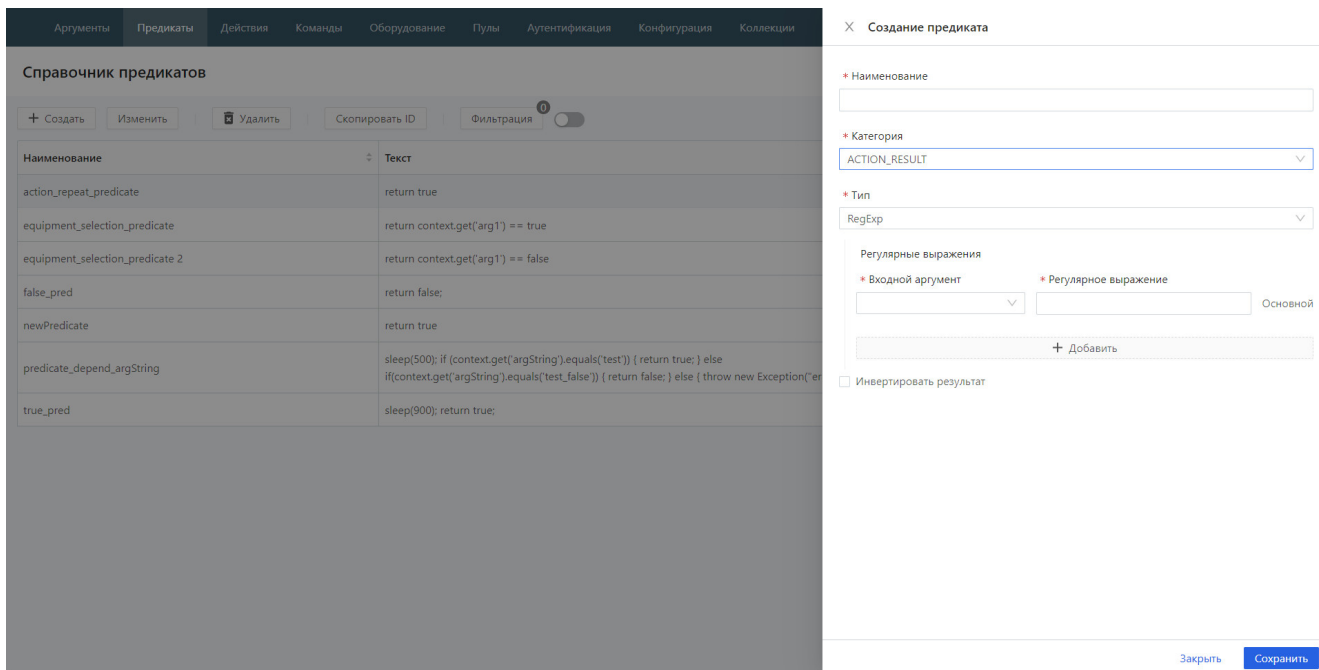 Аргументы Предикаты Действия Команды Оборудование Пулы Аутентификация Конфигурация Коллекции
Справочник предикатов
+ Создать Изменить Удалить Скопировать ID Фильтрация 0
Наименование Текст
action_repeat_predicate return true
equipment_selection_predicate return context.get('arg1') == true
equipment_selection_predicate 2 return context.get('arg1') == false
false_pred return false;
newPredicate return true
predicate_depend_argString sleep(500); if (context.get('argString').equals('test')) { return true; } else
if(context.get('argString').equals('test_false')) { return false; } else { throw new Exception("er
true_pred sleep(900); return true;
Создание предиката
* Наименование
* Категория
ACTION_RESULT
* Тип
RegExp
Регулярные выражения
* Входной аргумент * Регулярное выражение
Основной
+ Добавить
Инвертировать результат
Закрыть Сохранить